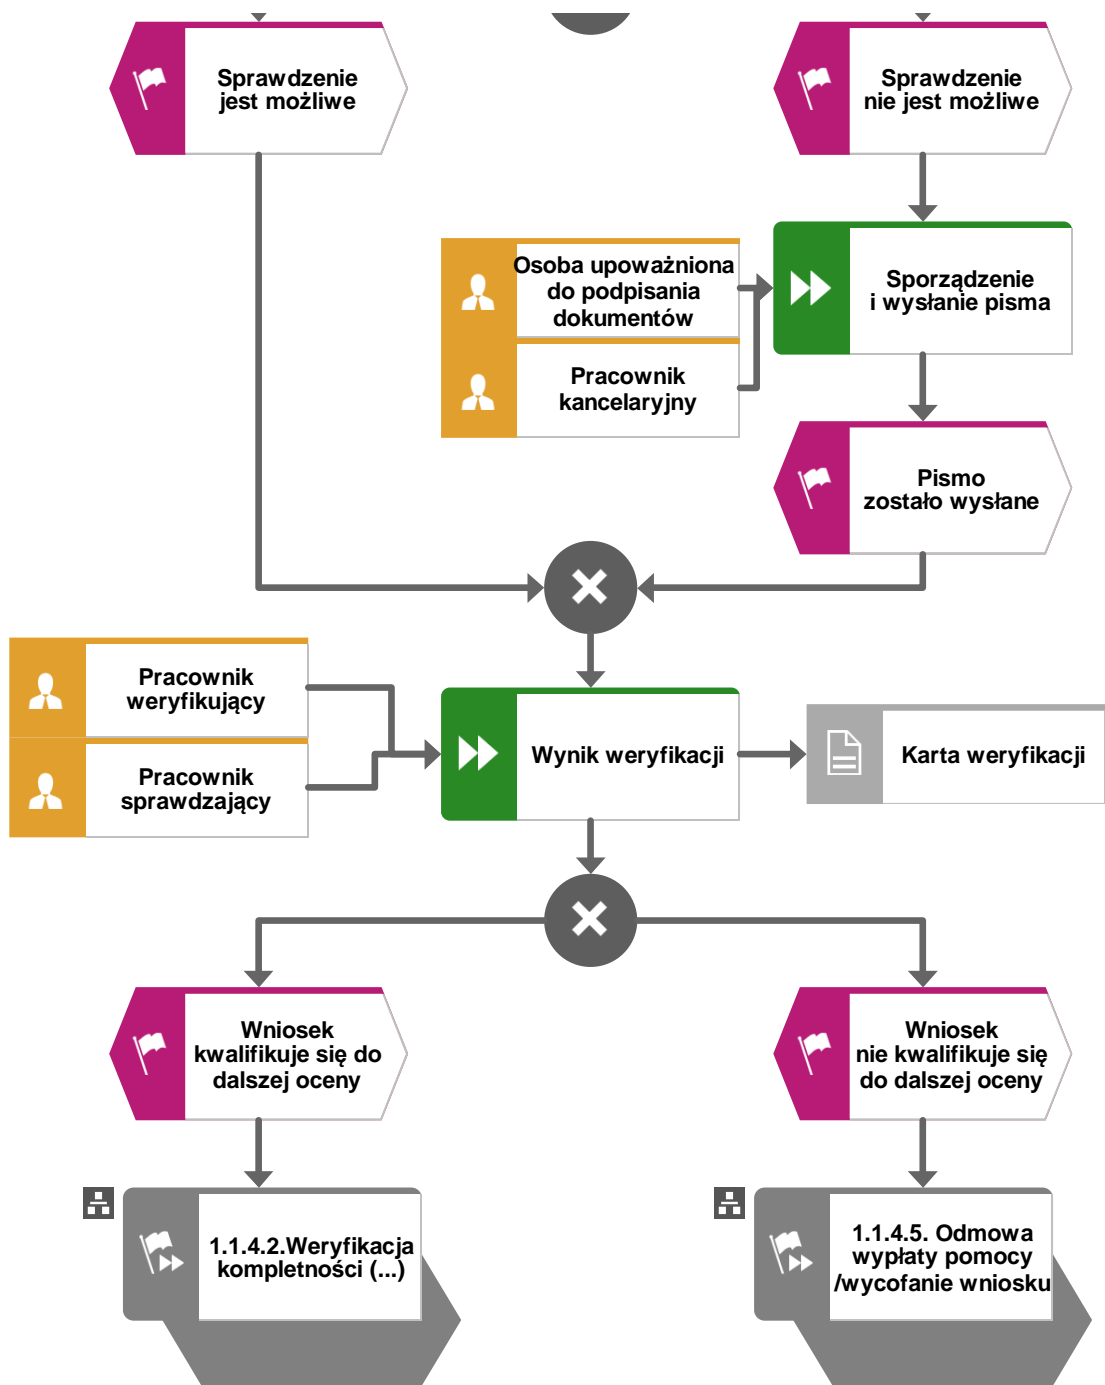 Sprawdzenie
jest możliwe
Sprawdzenie
nie jest możliwe
Osoba upoważniona
do podpisania
dokumentów
Sporządzenie
i wysłanie pisma
Pracownik
kancelaryjny
Pismo
zostało wysłane
Pracownik
weryfikujący
Wynik weryfikacji
Karta weryfikacji
Pracownik
sprawdzający
Wniosek
kwalifikuje się do
dalszej oceny
Wniosek
nie kwalifikuje się
do dalszej oceny
1.1.4.2.Weryfikacja
kompletności (...)
1.1.4.5. Odmowa
wypłaty pomocy
/wycofanie wniosku